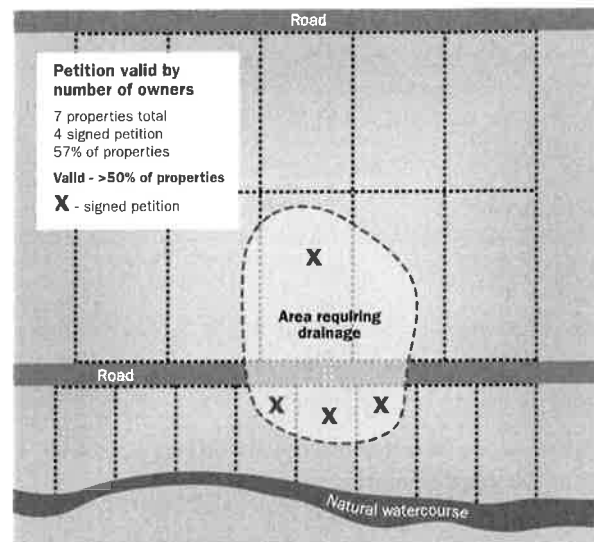 Road
Petition valid by
number of owners
7 properties total
4 signed petition
57% of properties
Valid - >50% of properties
X - signed petition
X
Area requiring
drainage
Road
X X X
Natural watercourse